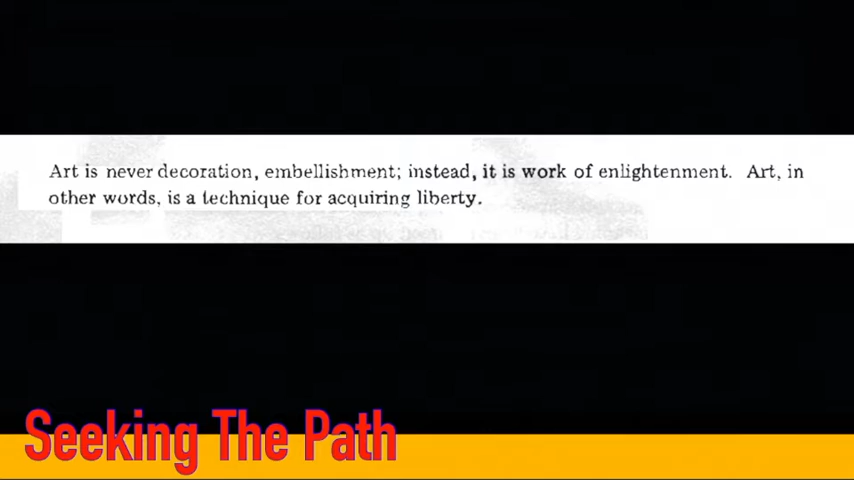 Art is never decoration, embellishment; instead, it is work of enlightenment. Art, in
other words, is a technique for acquiring liberty.
Seeking The Path